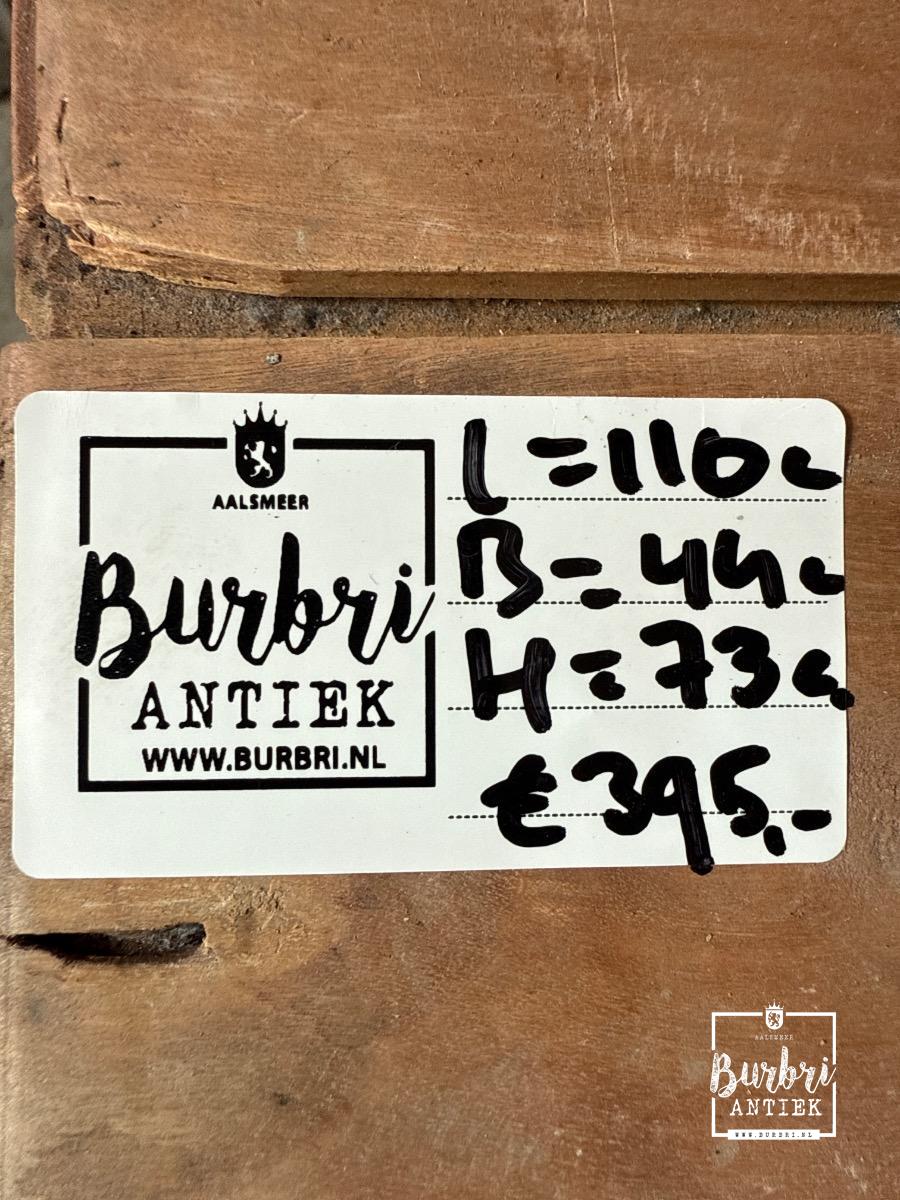 AALSMEER
Burbri
ANTIEK
WWW.BURBRI.NL
L=110c
B=44c
H=73c
€395,-
AALSMEER
Burbri
ANTIEK
WWW.BURBRI.NL